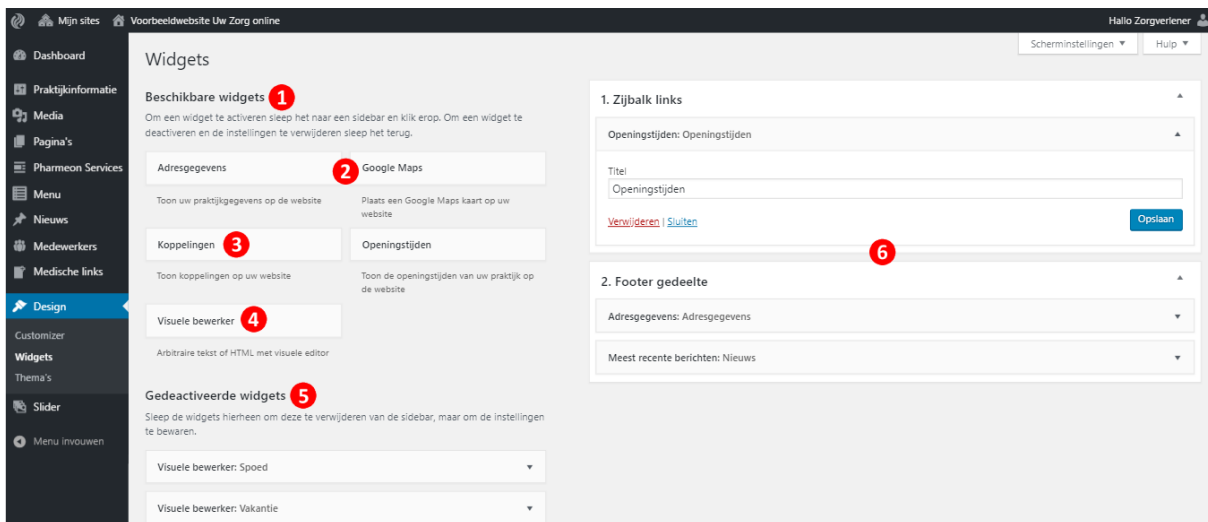 Mijn sites
Voorbeeldwebsite Uw Zorg online
Hallo Zorgverlener
Dashboard
Praktijkinformatie
Media
Pagina's
Pharmeon Services
Menu
Nieuws
Medewerkers
Medische links
Design
Customizer
Widgets
Thema's
Slider
Menu invouwen
Scherminstellingen ▼
Hulp ▼
Widgets
Beschikbare widgets 1
Om een widget te activeren sleep het naar een sidebar en klik erop. Om een widget te
deactiveren en de instellingen te verwijderen sleep het terug.
Adresgegevens
2
Google Maps
Toon uw praktijkgegevens op de website
Plaats een Google Maps kaart op uw
website
Koppelingen 3
Openingstijden
Toon koppelingen op uw website
Toon de openingstijden van uw praktijk op
de website
Visuele bewerker 4
Arbitraire tekst of HTML met visuele editor
Gedeactiveerde widgets 5
Sleep de widgets hierheen om deze te verwijderen van de sidebar, maar om de instellingen
te bewaren.
Visuele bewerker: Spoed
Visuele bewerker: Vakantie
1. Zijbalk links
Openingstijden: Openingstijden
Titel
Openingstijden
Verwijderen | Sluiten
Opslaan
6
2. Footer gedeelte
Adresgegevens: Adresgegevens
Meest recente berichten: Nieuws